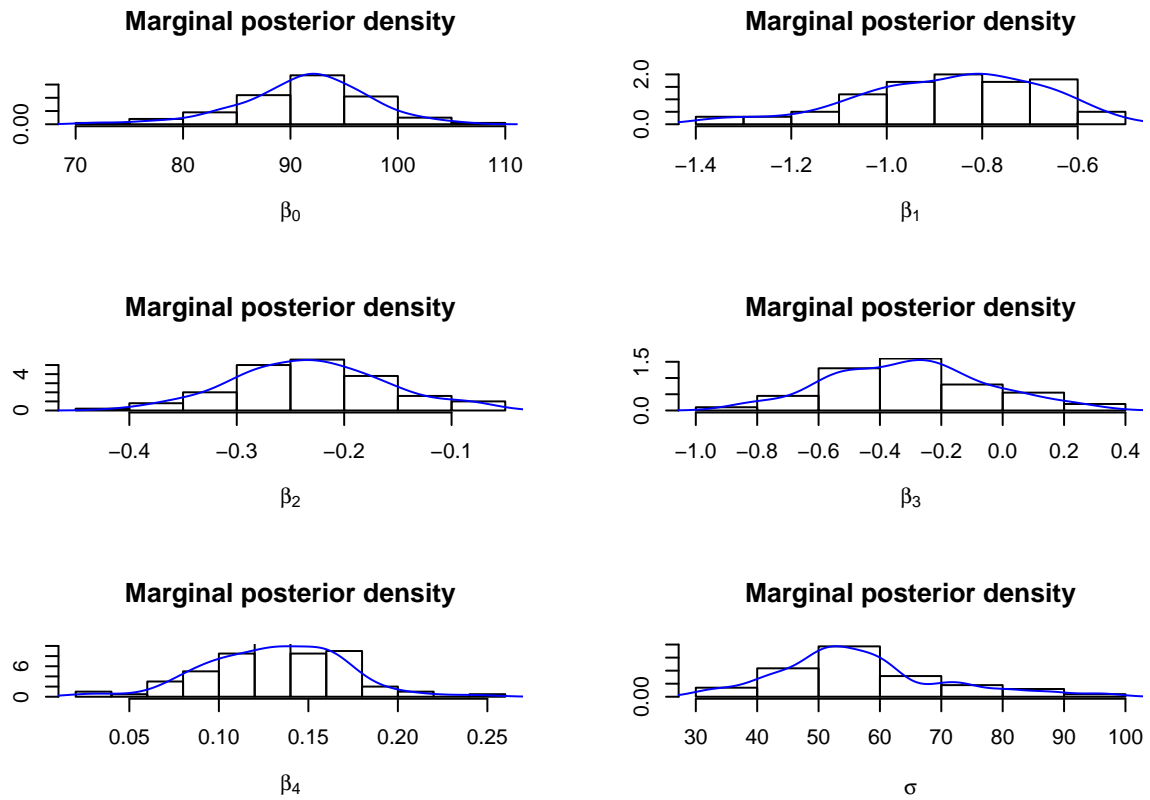 Marginal posterior density
0.00
70 80 90 100 110
β₀
Marginal posterior density
0.0 2.0
−1.4 −1.2 −1.0 −0.8 −0.6
β₁
Marginal posterior density
0 4
−0.4 −0.3 −0.2 −0.1
β₂
Marginal posterior density
0.0 1.5
−1.0 −0.8 −0.6 −0.4 −0.2 0.0 0.2 0.4
β₃
Marginal posterior density
0 6
0.05 0.10 0.15 0.20 0.25
β₄
Marginal posterior density
0.00
30 40 50 60 70 80 90 100
σ